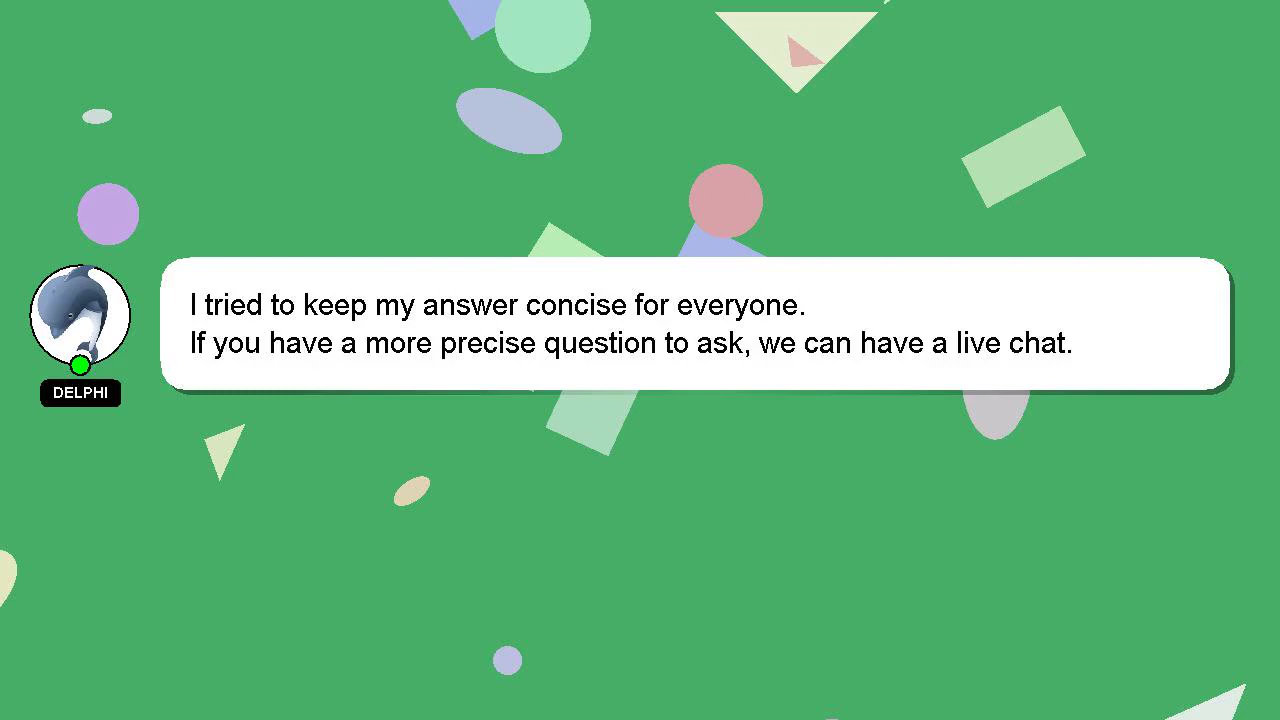 I tried to keep my answer concise for everyone.
If you have a more precise question to ask, we can have a live chat.
DELPHI